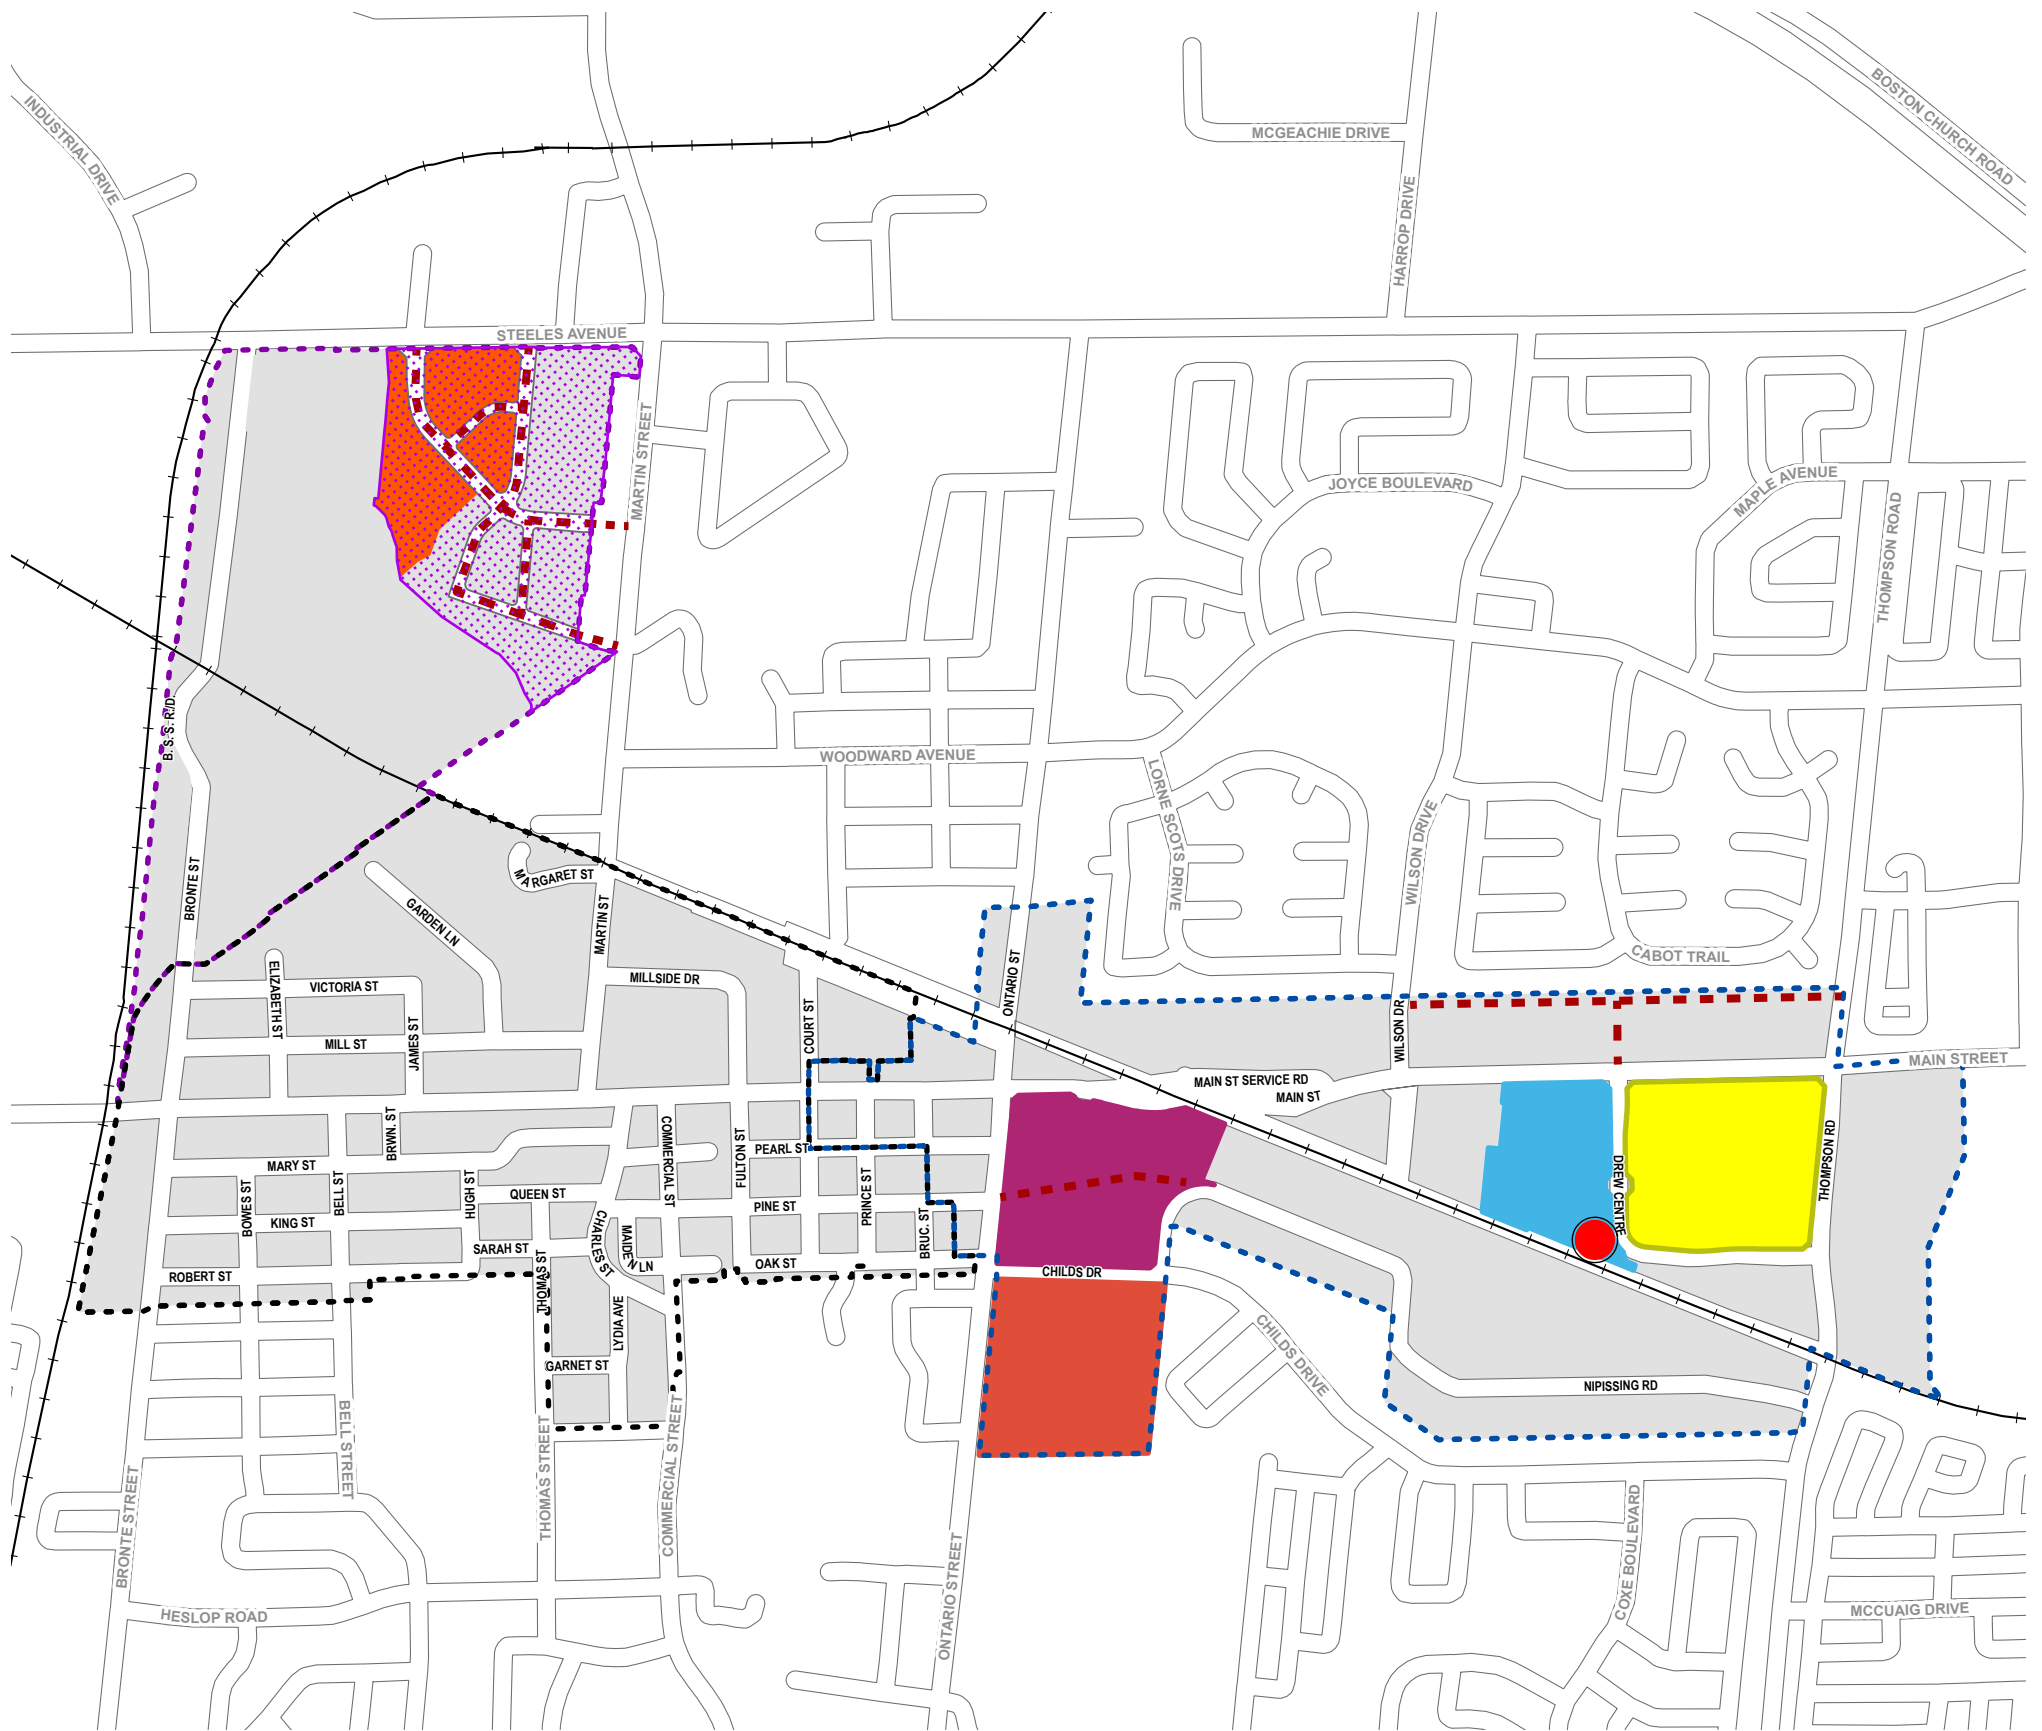 BOSTON CHURCH ROAD
INDUSTRIAL DRIVE
MCGEACHIE DRIVE
HARROP DRIVE
STEELES AVENUE
MARTIN STREET
JOYCE BOULEVARD
MAPLE AVENUE
THOMPSON ROAD
B. S. S. R./D.
WOODWARD AVENUE
LORNE SCOTS DRIVE
WILSON DRIVE
BRONTE ST
MARGARET ST
GARDEN LN
MARTIN ST
CABOT TRAIL
ELIZABETH ST
VICTORIA ST
MILLSIDE DR
ONTARIO ST
COURT ST
JAMES ST
MILL ST
WILSON DR
MAIN STREET
MAIN ST SERVICE RD
MAIN ST
BRWN. ST
COMMERCIAL ST
FULTON ST
PEARL ST
MARY ST
BELL ST
BOWES ST
HUGH ST
QUEEN ST
PRINCE ST
PINE ST
BRUC. ST
KING ST
CHARLES ST
MAIDEN LN
SARAH ST
OAK ST
DREW CENTRE
THOMPSON RD
ROBERT ST
THOMAS ST
CHILDS DR
LYDIA AVE
GARNET ST
CHILDS DRIVE
NIPISSING RD
BELL STREET
THOMAS STREET
COMMERCIAL STREET
BRONTE STREET
ONTARIO STREET
COXE BOULEVARD
HESLOP ROAD
MCCUAIG DRIVE